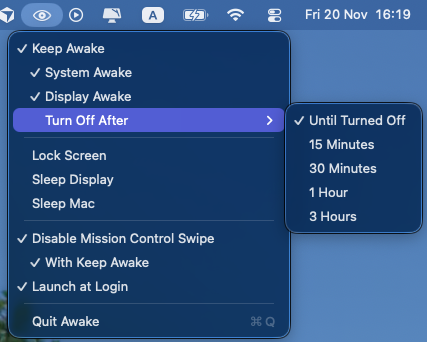 A
Fri 20 Nov 16:19
✓ Keep Awake
✓ System Awake
✓ Display Awake
Turn Off After
✓ Until Turned Off
15 Minutes
30 Minutes
1 Hour
3 Hours
Lock Screen
Sleep Display
Sleep Mac
✓ Disable Mission Control Swipe
✓ With Keep Awake
✓ Launch at Login
Quit Awake ⌘Q